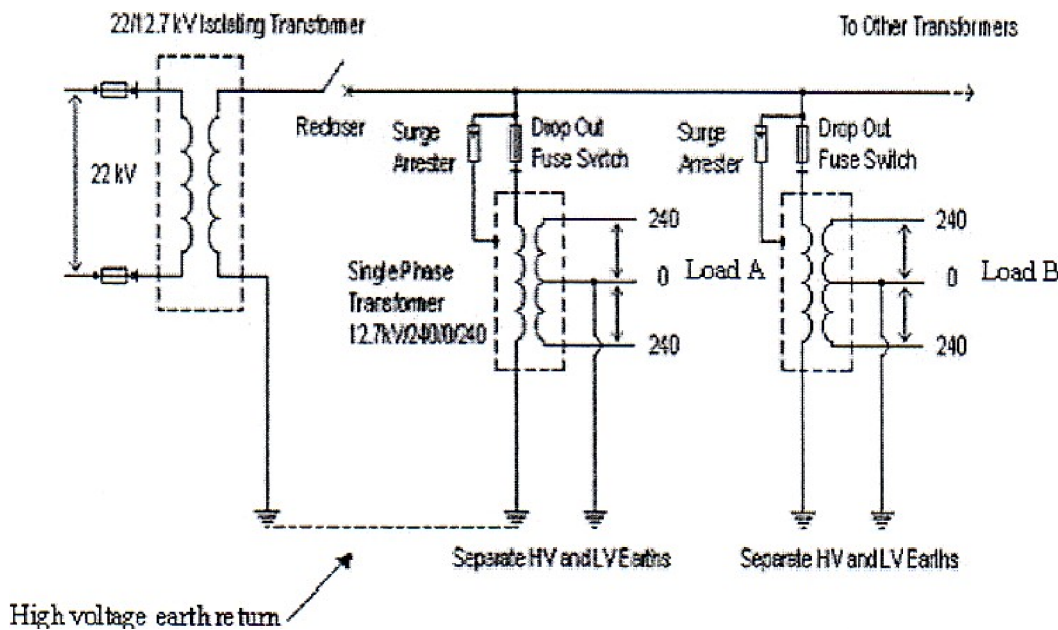 22/12.7 kV Isolating Transformer
To Other Transformers
Recloser
Surge
Arrester
Drop Out
Fuse Switch
Surge
Arrester
Drop Out
Fuse Switch
22 kV
240
0
240
Load A
240
0
240
Load B
Single Phase
Transformer
12.7kV/240/0/240
Separate HV and LV Earths
Separate HV and LV Earths
High voltage earth return